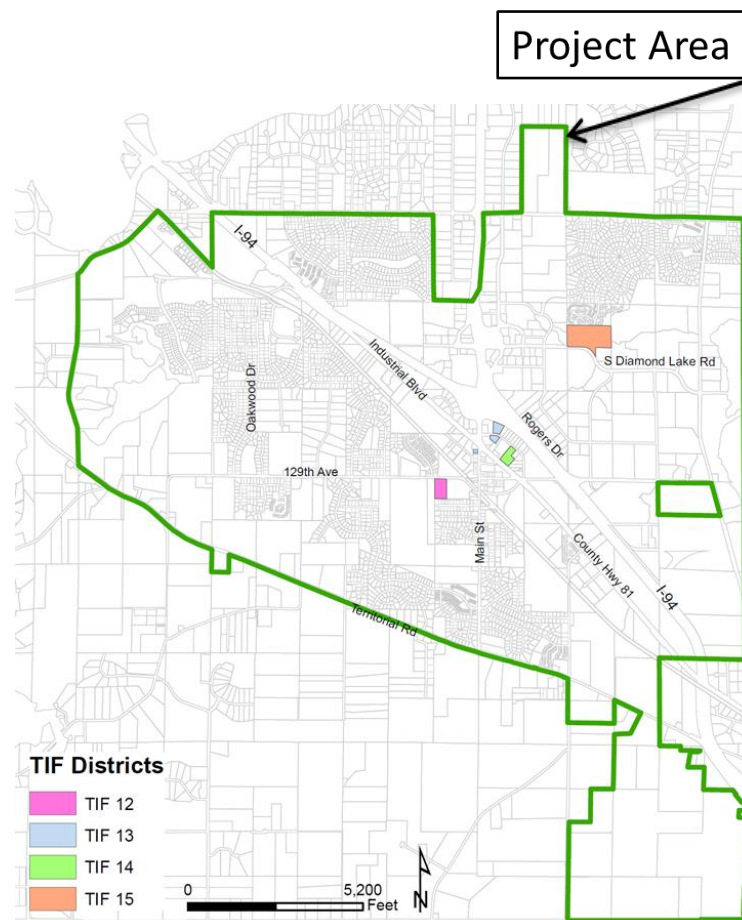 Project Area
I-94
Industrial Blvd
S Diamond Lake Rd
Oakwood Dr
Rogers Dr
129th Ave
Main St
County Hwy 81
I-94
Territorial Rd
TIF Districts
TIF 12
TIF 13
TIF 14
TIF 15
0 5,200
Feet
N